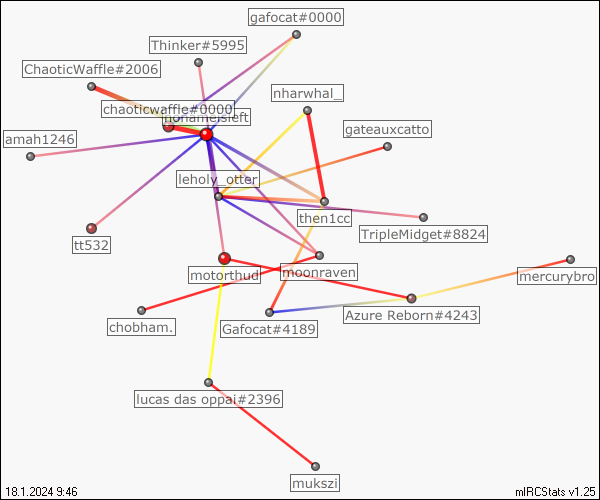 gafocat#0000
Thinker#5995
ChaoticWaffle#2006
nharwhal_
chaoticwaffle#0000
nonamersleft
gateauxcatto
amah1246
leholy_otter
then1cc
TripleMidget#8824
tt532
motorthud
moonraven
mercurybro
chobham.
Gafocat#4189
Azure Reborn#4243
lucas das oppai#2396
mukszi
18.1.2024 9:46
mIRCStats v1.25